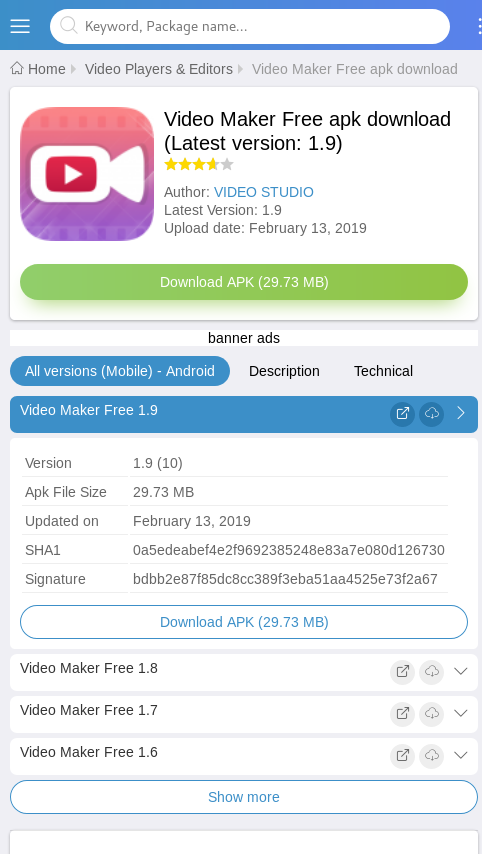 Keyword, Package name...
Home Video Players & Editors Video Maker Free apk download
Video Maker Free apk download
(Latest version: 1.9)
Author: VIDEO STUDIO
Latest Version: 1.9
Upload date: February 13, 2019
Download APK (29.73 MB)
banner ads
All versions (Mobile) - Android Description Technical
Video Maker Free 1.9
Version 1.9 (10)
Apk File Size 29.73 MB
Updated on February 13, 2019
SHA1 0a5edeabef4e2f9692385248e83a7e080d126730
Signature bdbb2e87f85dc8cc389f3eba51aa4525e73f2a67
Download APK (29.73 MB)
Video Maker Free 1.8
Video Maker Free 1.7
Video Maker Free 1.6
Show more